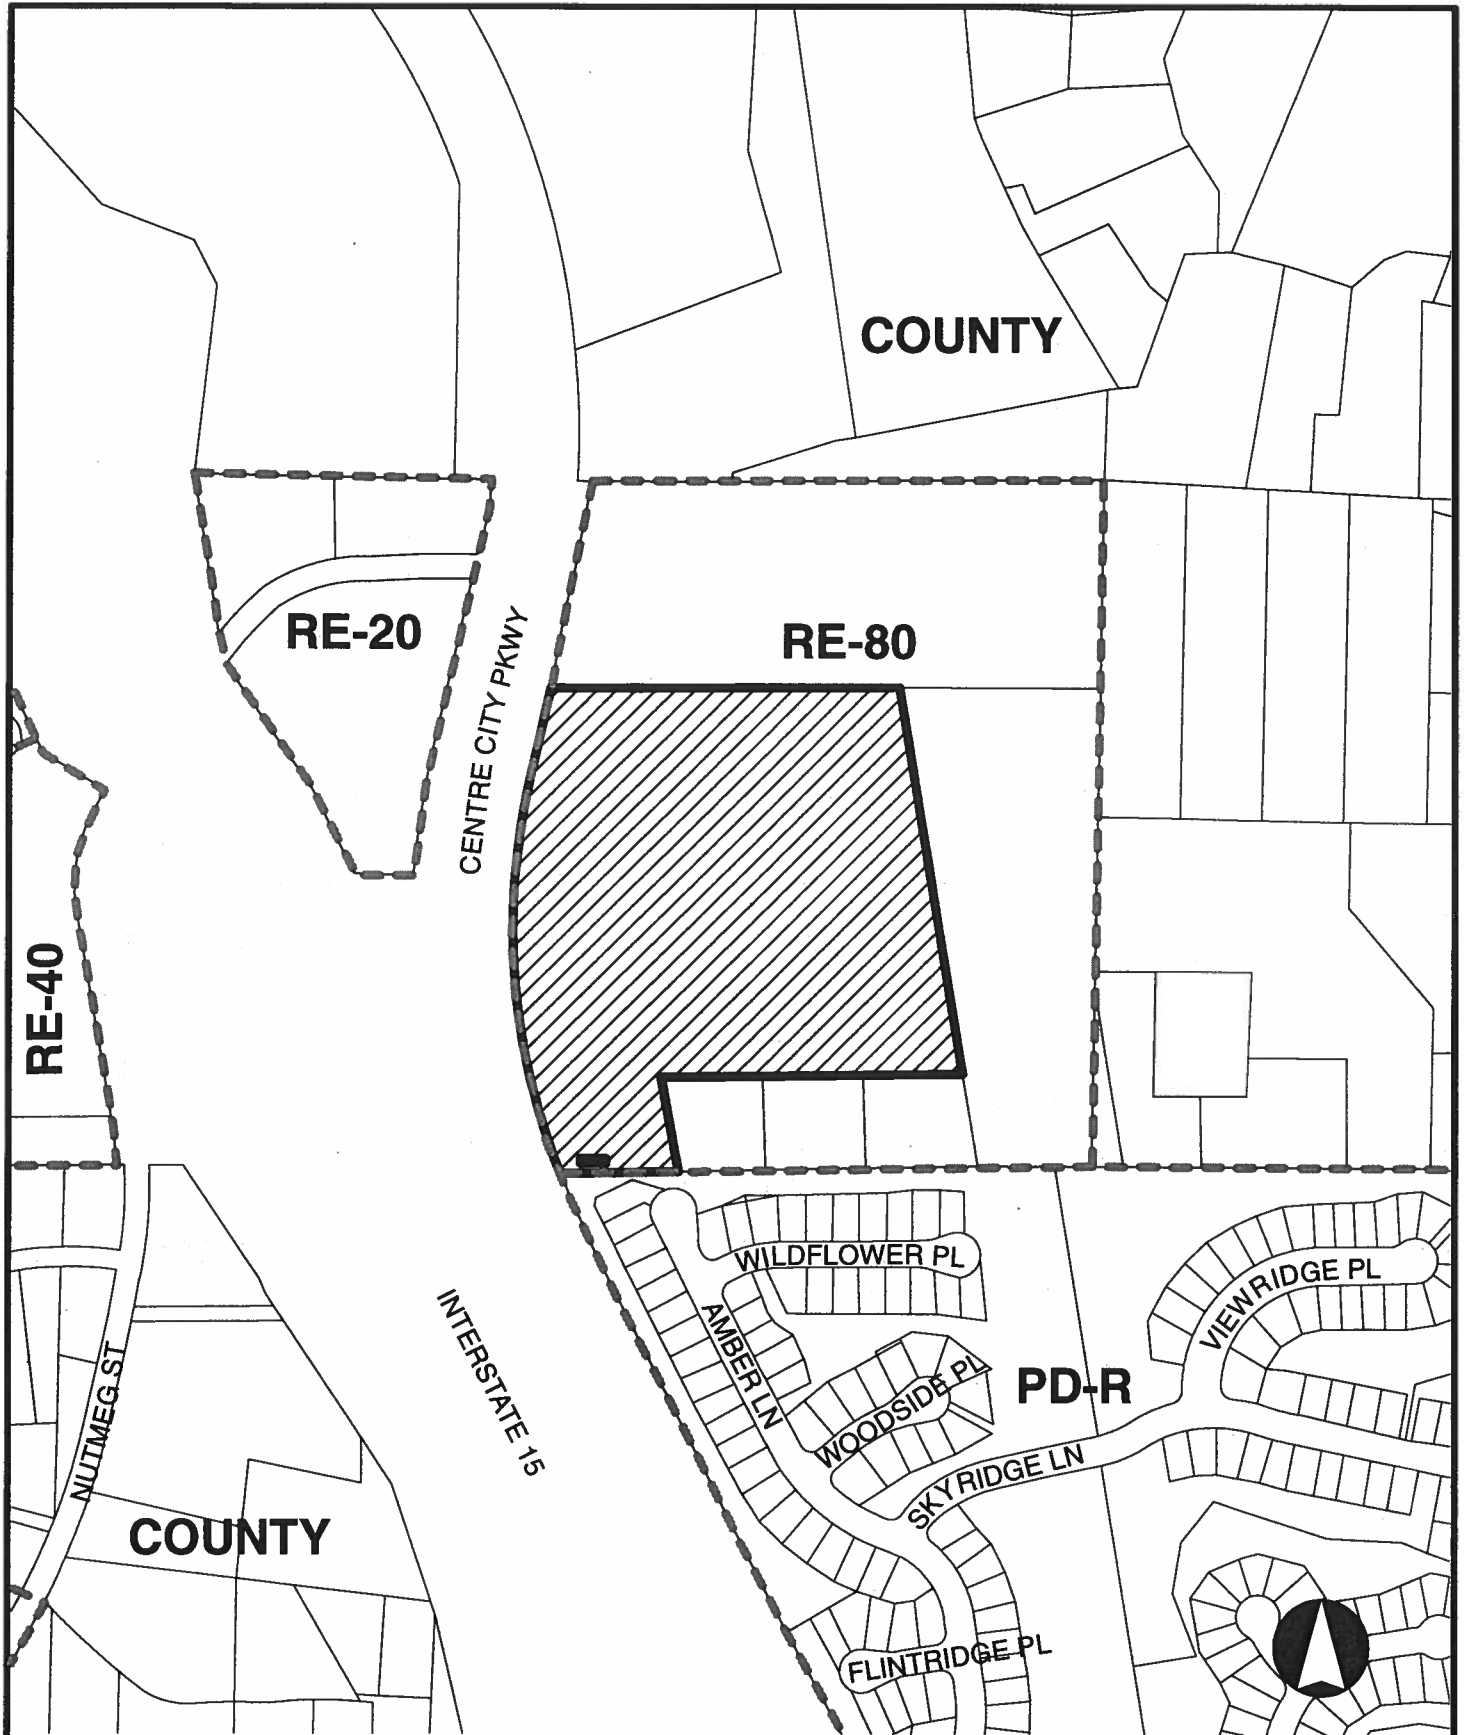 COUNTY
RE-20
RE-80
CENTRE CITY PKWY
RE-40
WILDFLOWER PL
VIEWRIDGE PL
INTERSTATE 15
AMBER LN
NUTMEG ST
WOODSIDE PL
PD-R
SKYRIDGE LN
COUNTY
FLINTRIDGE PL